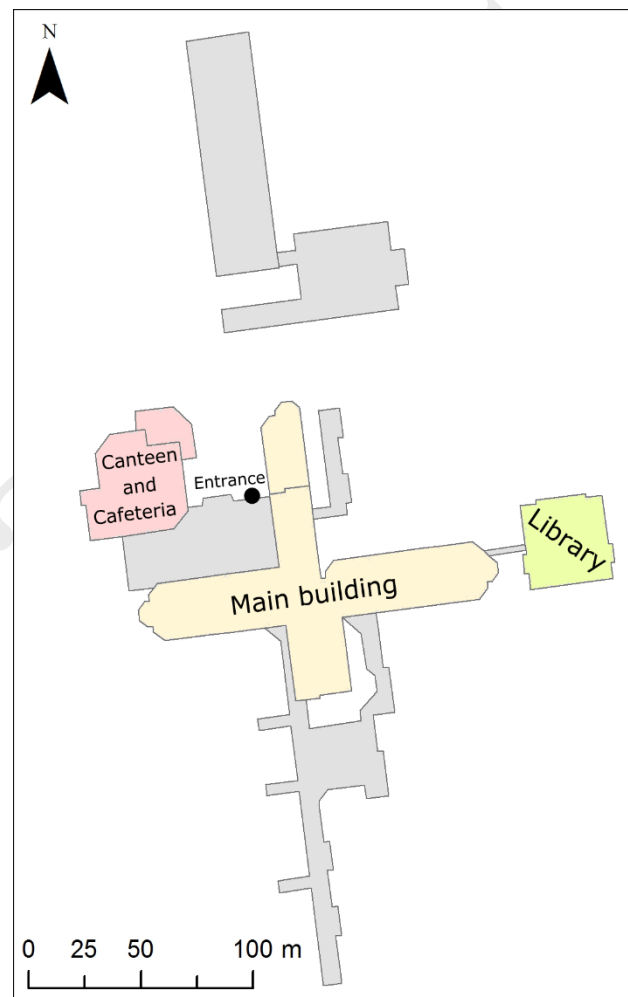 N
Canteen
and
Cafeteria
Entrance
Library
Main building
0 25 50 100 m